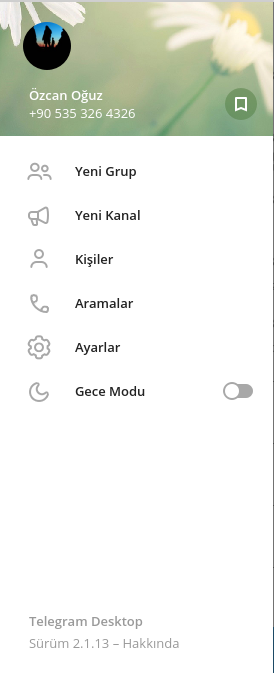 Özcan Oğuz
+90 535 326 4326
Yeni Grup
Yeni Kanal
Kişiler
Aramalar
Ayarlar
Gece Modu
Telegram Desktop
Sürüm 2.1.13 – Hakkında